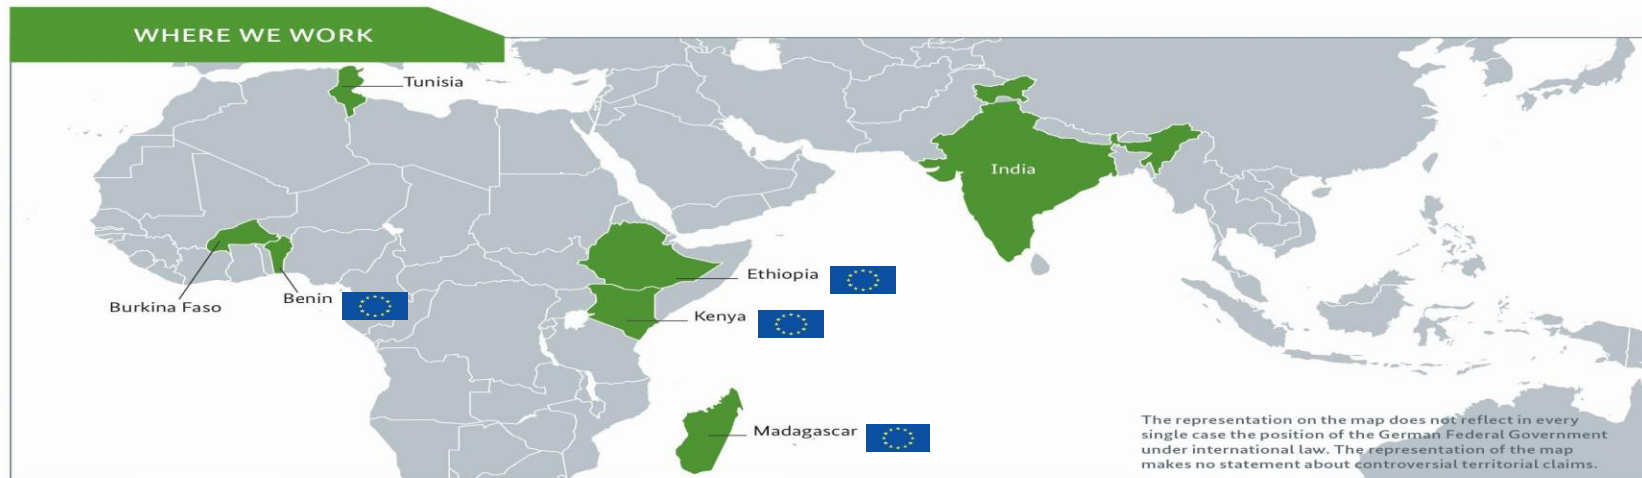 WHERE WE WORK
Tunisia
India
Ethiopia
Burkina Faso
Benin
Kenya
Madagascar
The representation on the map does not reflect in every
single case the position of the German Federal Government
under international law. The representation of the map
makes no statement about controversial territorial claims.